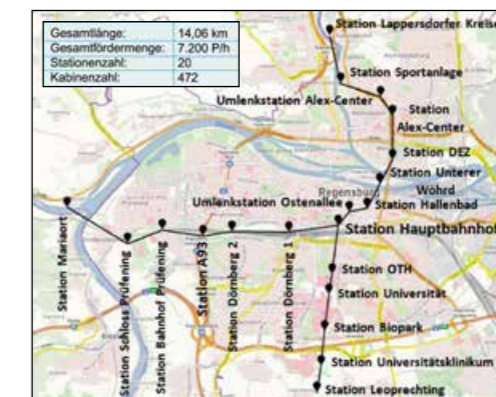 Gesamtlänge: 14,06 km
Gesamtfördermenge: 7.200 P/h
Stationenzahl: 20
Kabinenzahl: 472
Station Lappersdorfer
Station Sportanlage
Umlenkstation Alex-Center
Station
Alex-Center
Station DEZ
Station Unterer
Wöhrd
Umlenkstation Ostenallee
Regensburg
Station Hallenbad
Station Hauptbahnhof
Station Mariaort
Station Schloss Prüfening
Station Bahnhof Prüfening
Station A93
Station Dörnberg 2
Station Dörnberg 1
Station OTH
Station Universität
Station Biopark
Station Universitätsklinikum
Station Leoprechting